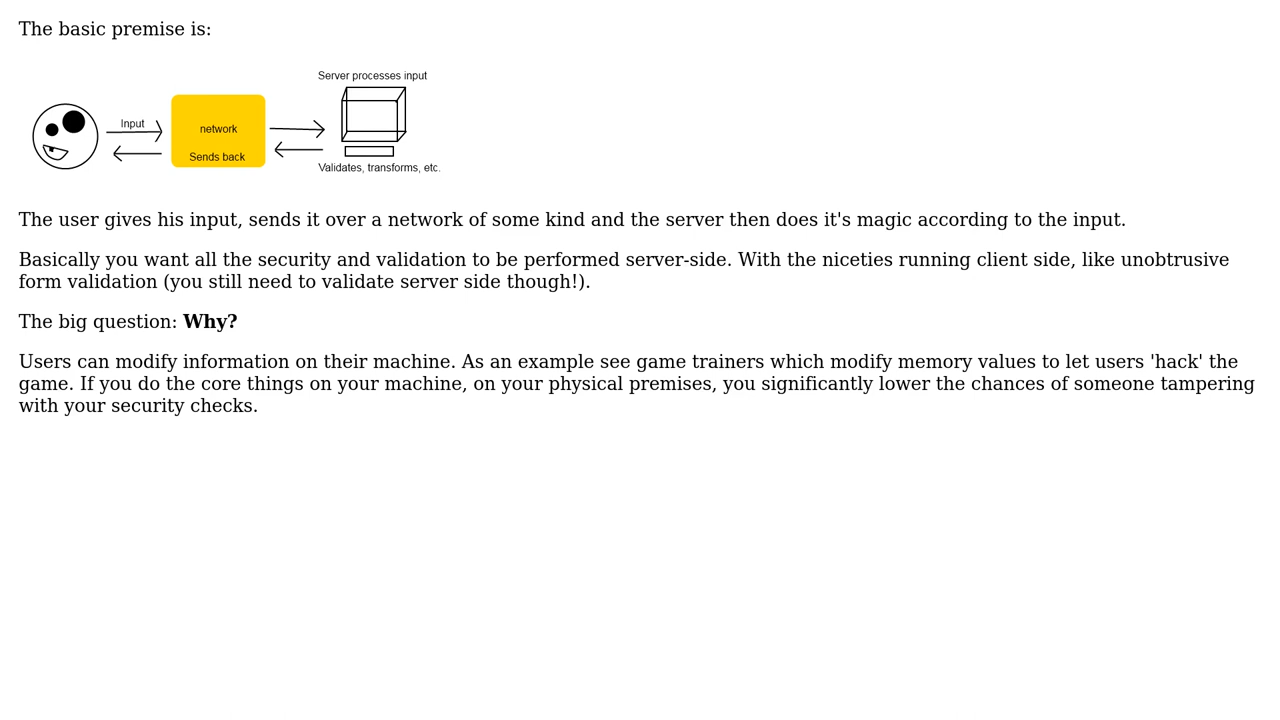 The basic premise is:
Server processes input
Input
network
Sends back
Validates, transforms, etc.
The user gives his input, sends it over a network of some kind and the server then does it's magic according to the input.
Basically you want all the security and validation to be performed server-side. With the niceties running client side, like unobtrusive
form validation (you still need to validate server side though!).
The big question: Why?
Users can modify information on their machine. As an example see game trainers which modify memory values to let users 'hack' the
game. If you do the core things on your machine, on your physical premises, you significantly lower the chances of someone tampering
with your security checks.